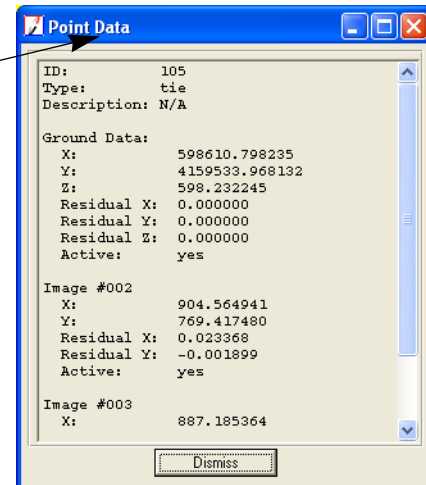 Point Data
ID: 105
Type: tie
Description: N/A
Ground Data:
X: 598610.798235
Y: 4159533.968132
Z: 598.232245
Residual X: 0.000000
Residual Y: 0.000000
Residual Z: 0.000000
Active: yes
Image #002
X: 904.564941
Y: 769.417480
Residual X: 0.023368
Residual Y: -0.001899
Active: yes
Image #003
X: 887.185364
Dismiss